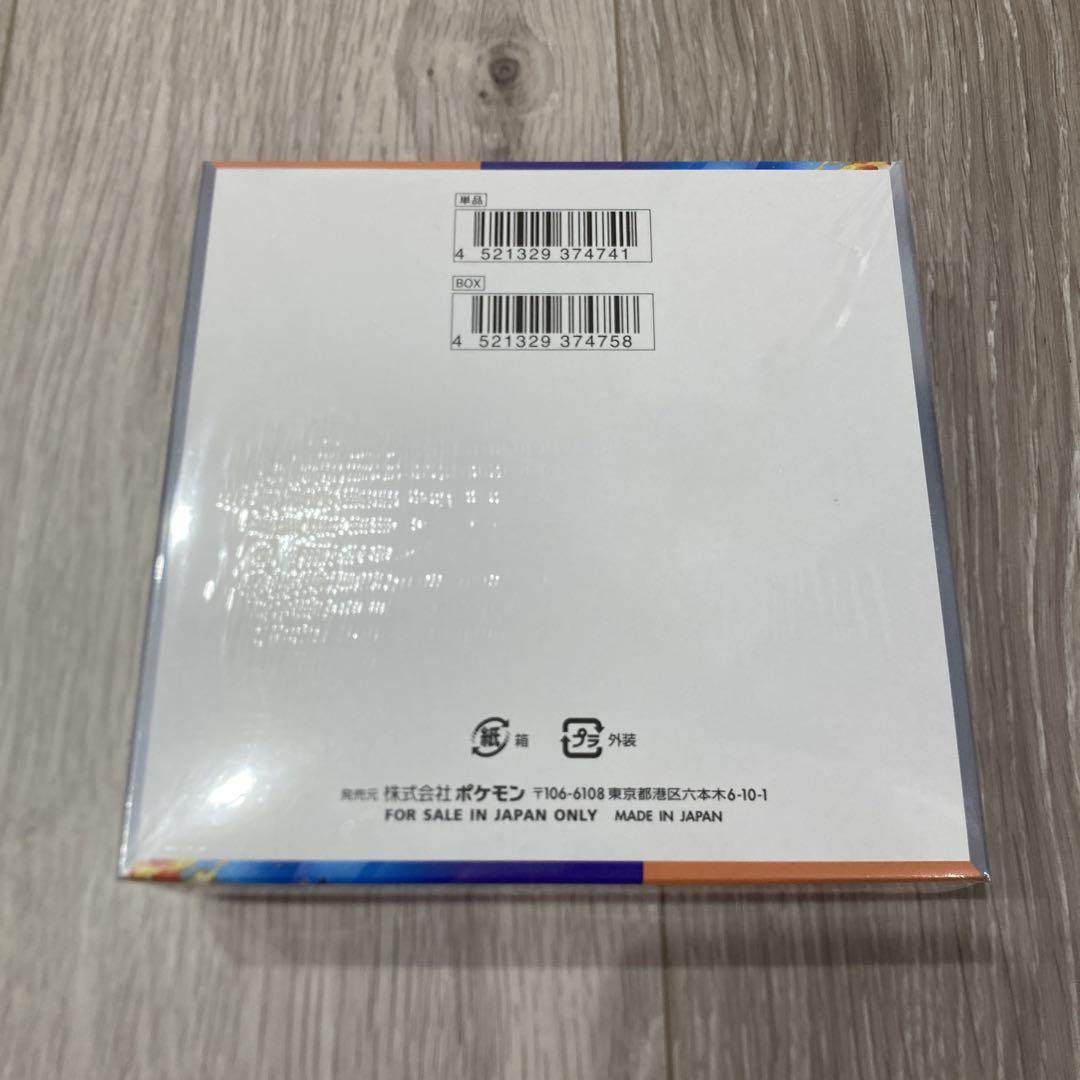 単品
4 521329 374741
BOX
4 521329 374758
紙 箱 プラ 外装
発売元 株式会社 ポケモン 〒106-6108 東京都港区六本木6-10-1
FOR SALE IN JAPAN ONLY MADE IN JAPAN